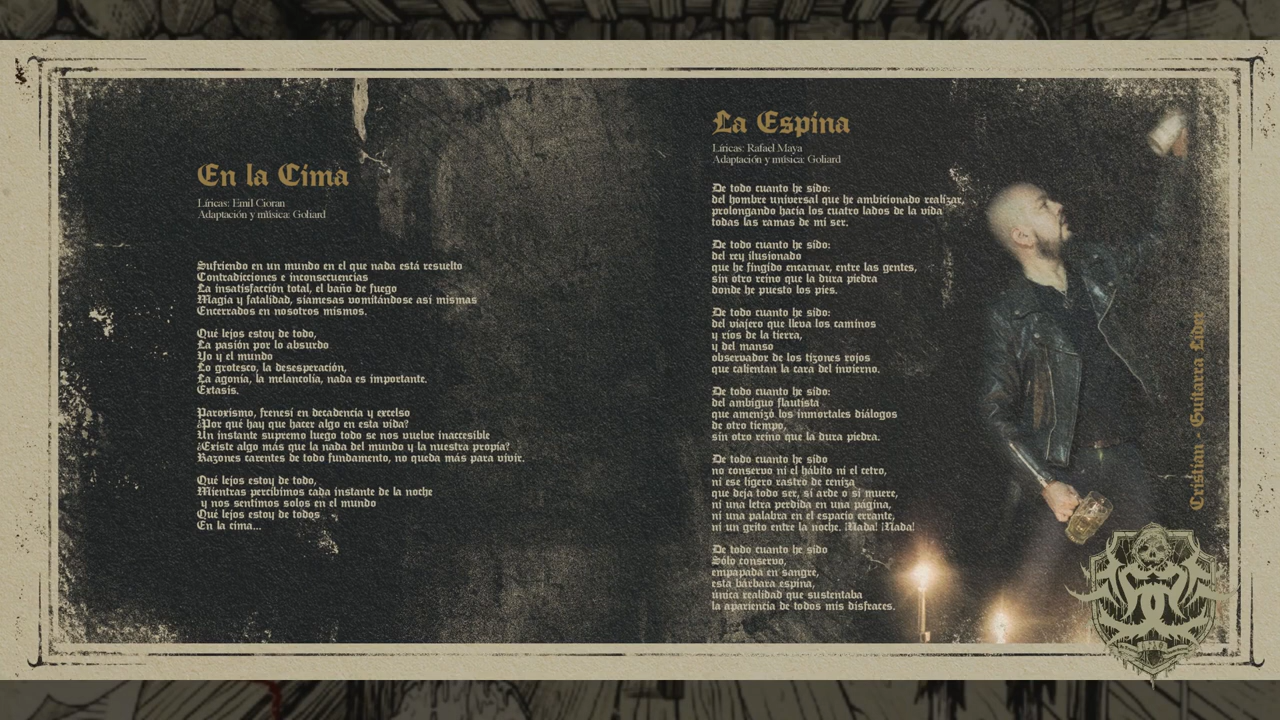 En la Cima
Líricas: Emil Cioran
Adaptación y música: Goliard
Sufriendo en un mundo en el que nada está resuelto
Contradicciones e inconsecuencias
La insatisfacción total, el baño de fuego
Magia y fatalidad, siamesas vomitándose así mismas
Encerrados en nosotros mismos.
Qué lejos estoy de todo,
La pasión por lo absurdo
Yo y el mundo
Lo grotesco, la desesperación,
La agonía, la melancolía, nada es importante.
Éxtasis.
Paroxismo, frenesí en decadencia y excelso
¿Por qué hay que hacer algo en esta vida?
Un instante supremo luego todo se nos vuelve inaccesible
¿Existe algo más que la nada del mundo y la nuestra propia?
Razones carentes de todo fundamento, no queda más para vivir.
Qué lejos estoy de todo,
Mientras percibimos cada instante de la noche
y nos sentimos solos en el mundo
Qué lejos estoy de todos
En la cima...
La Espina
Líricas: Rafael Maya
Adaptación y música: Goliard
De todo cuanto he sido:
del hombre universal que he ambicionado realizar,
prolongando hacia los cuatro lados de la vida
todas las ramas de mi ser.
De todo cuanto he sido:
del rey ilusionado
que he fingido encarnar, entre las gentes,
sin otro reino que la dura piedra
donde he puesto los pies.
De todo cuanto he sido:
del viajero que lleva los caminos
y ríos de la tierra,
y del manso
observador de los tizones rojos
que calientan la cara del invierno.
De todo cuanto he sido:
del ambiguo flautista
que amenizó los inmortales diálogos
de otro tiempo,
sin otro reino que la dura piedra.
De todo cuanto he sido
no conservo ni el hábito ni el cetro,
ni ese ligero rastro de ceniza
que deja todo ser, si arde o si muere,
ni una letra perdida en una página,
ni una palabra en el espacio errante,
ni un grito entre la noche. ¡Nada! ¡Nada!
De todo cuanto he sido
Sólo conservo,
empapada en sangre,
esta bárbara espina,
única realidad que sustentaba
la apariencia de todos mis disfraces.
Cristian - Guitarra Líder